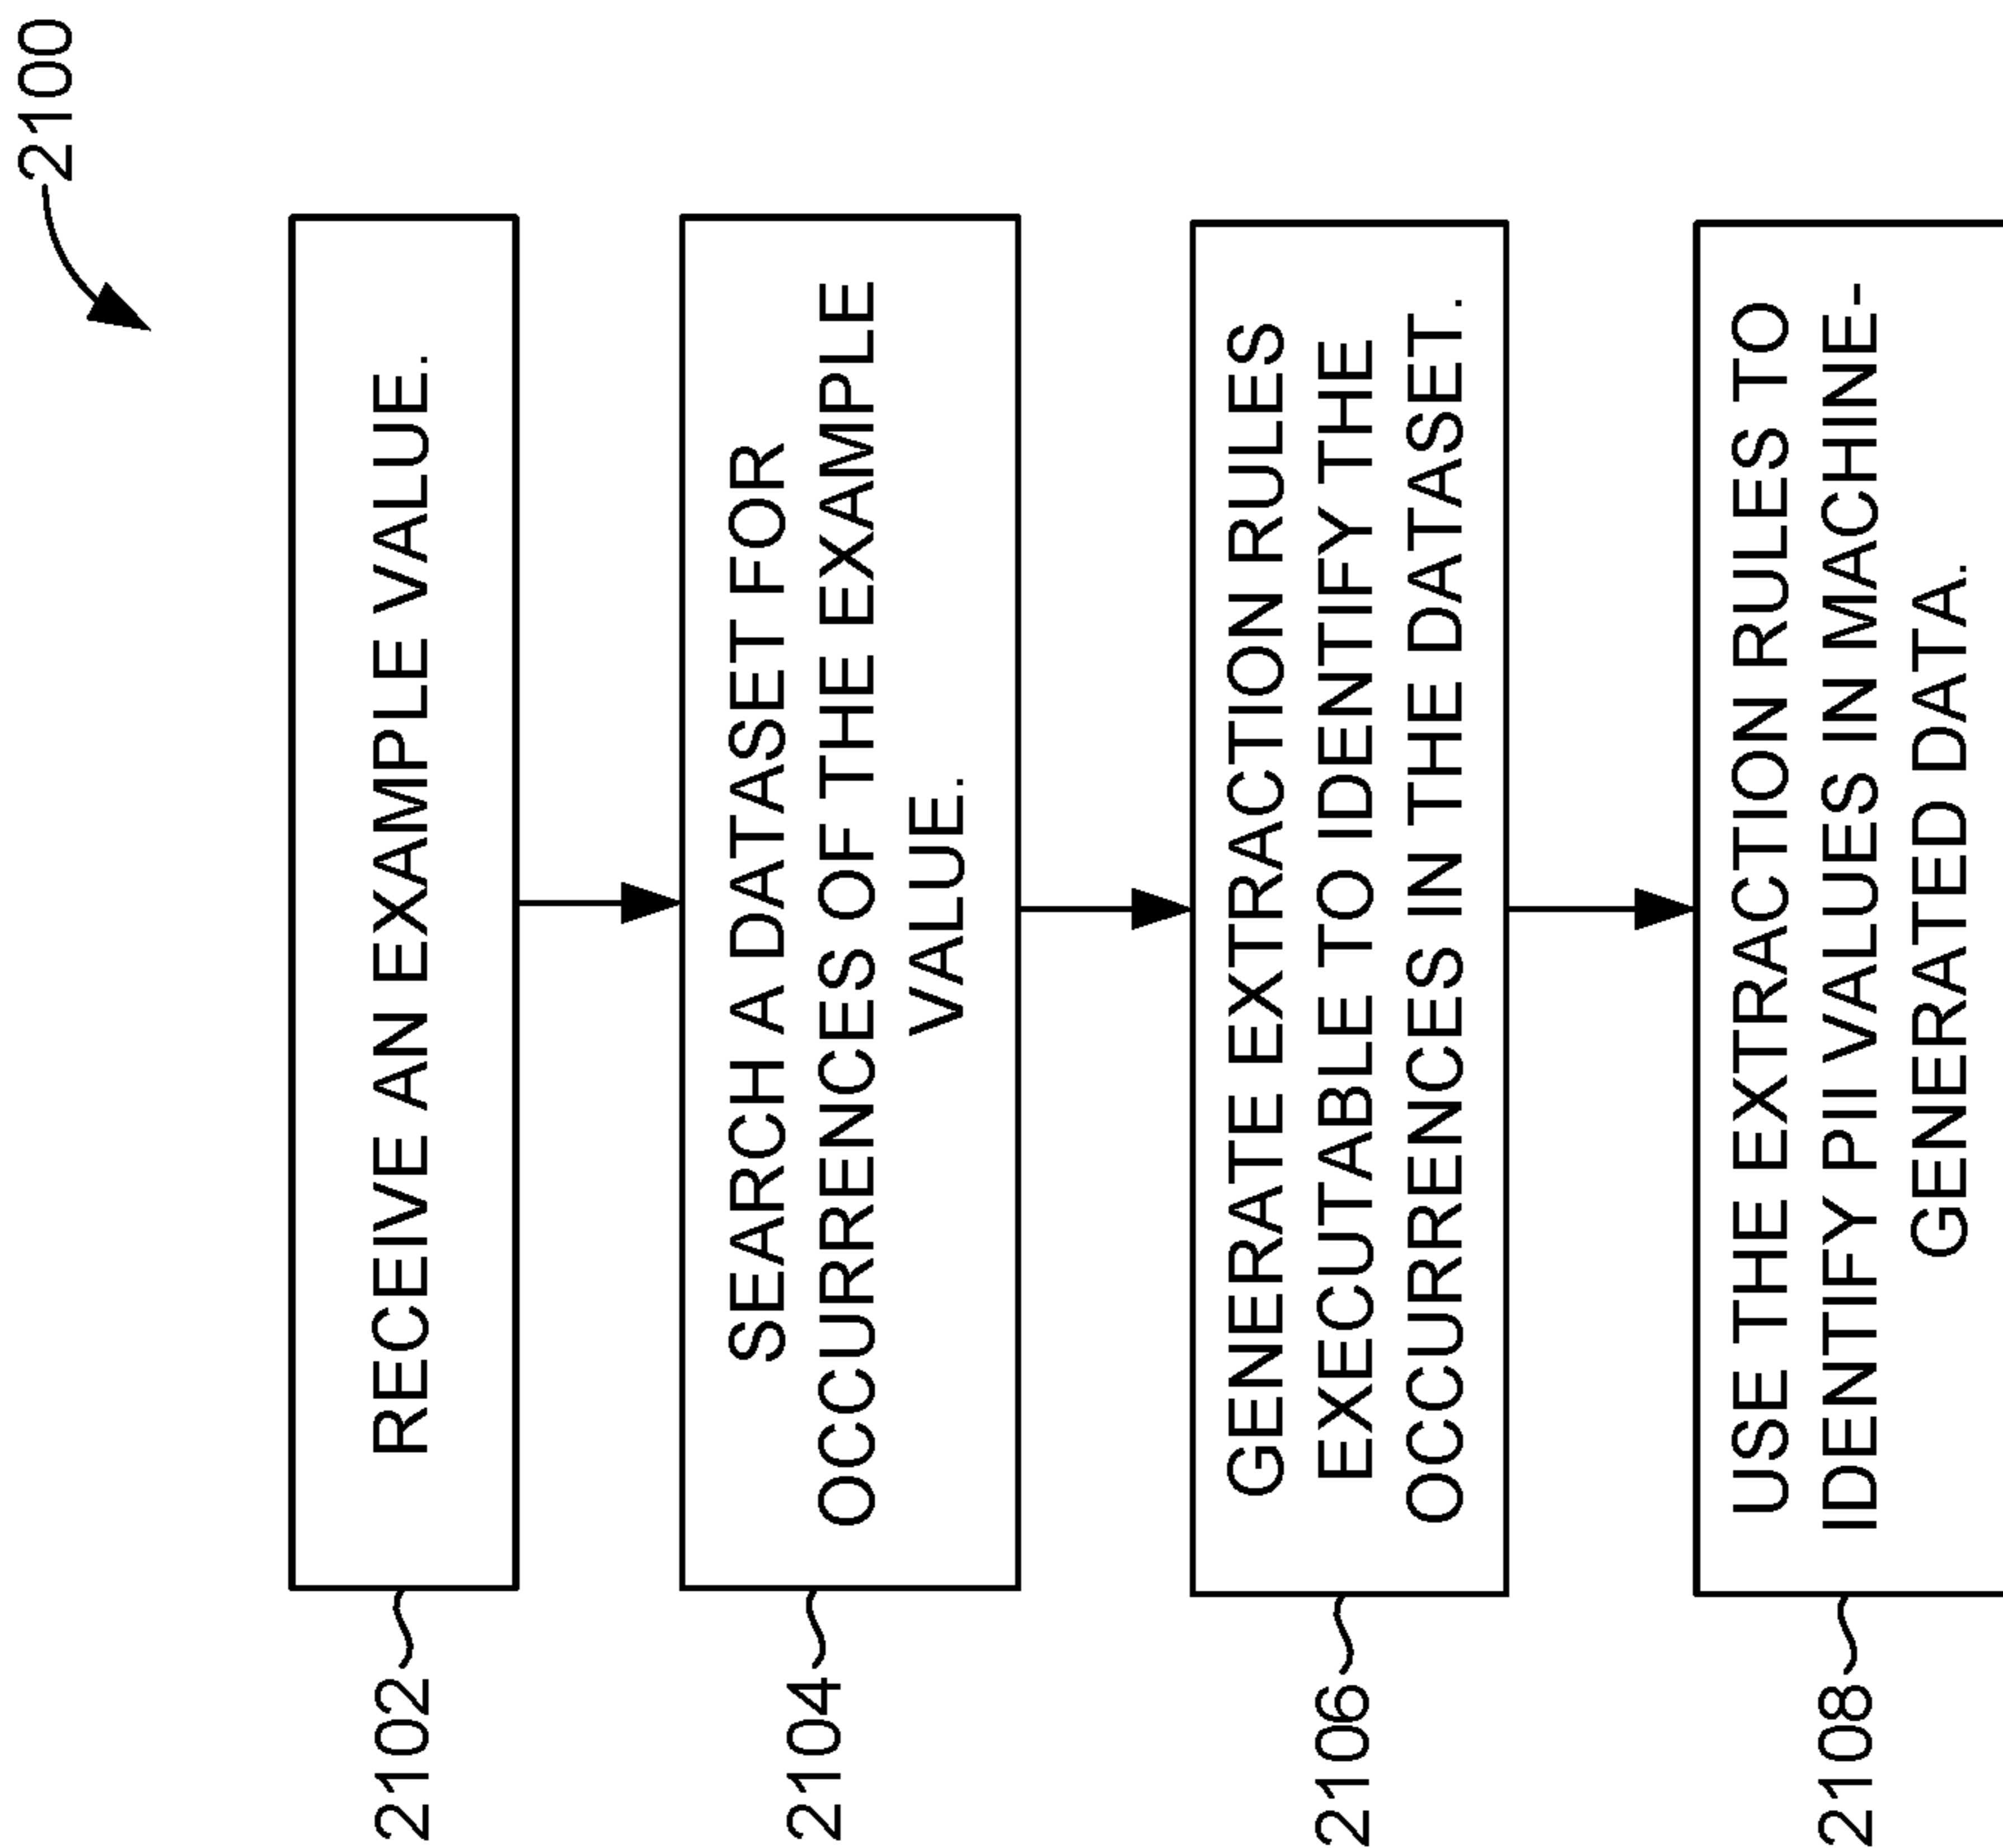 2100
2102
RECEIVE AN EXAMPLE VALUE.
2104
SEARCH A DATASET FOR
OCCURRENCES OF THE EXAMPLE
VALUE.
2106
GENERATE EXTRACTION RULES
EXECUTABLE TO IDENTIFY THE
OCCURRENCES IN THE DATASET.
2108
USE THE EXTRACTION RULES TO
IDENTIFY PII VALUES IN MACHINE-
GENERATED DATA.